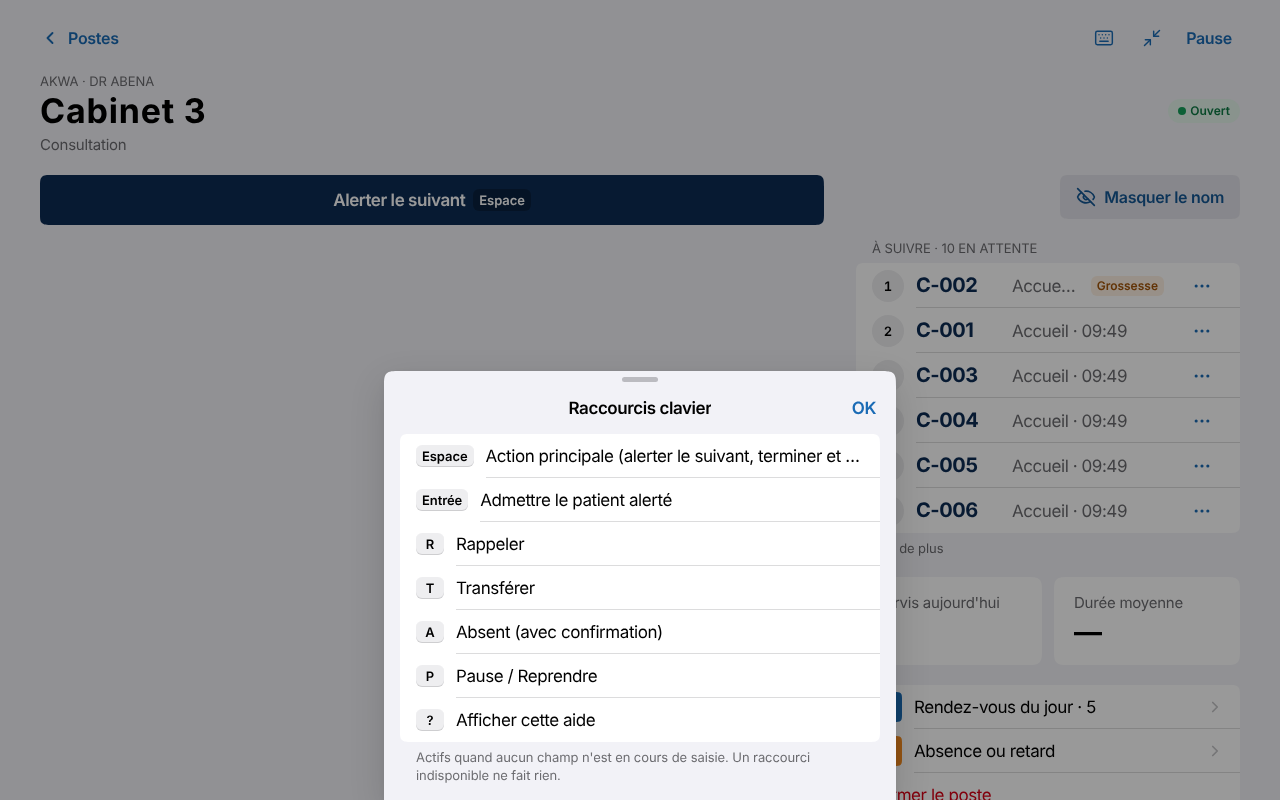 Postes
Pause
AKWA · DR ABENA
Cabinet 3
Ouvert
Consultation
Alerter le suivant Espace
Masquer le nom
À SUIVRE · 10 EN ATTENTE
1 C-002 Accue... Grossesse
2 C-001 Accueil · 09:49
C-003 Accueil · 09:49
C-004 Accueil · 09:49
C-005 Accueil · 09:49
C-006 Accueil · 09:49
de plus
aujourd'hui
Durée moyenne
—
Rendez-vous du jour · 5
Absence ou retard
le poste
Raccourcis clavier
OK
Espace Action principale (alerter le suivant, terminer et ...
Entrée Admettre le patient alerté
R Rappeler
T Transférer
A Absent (avec confirmation)
P Pause / Reprendre
? Afficher cette aide
Actifs quand aucun champ n'est en cours de saisie. Un raccourci
indisponible ne fait rien.